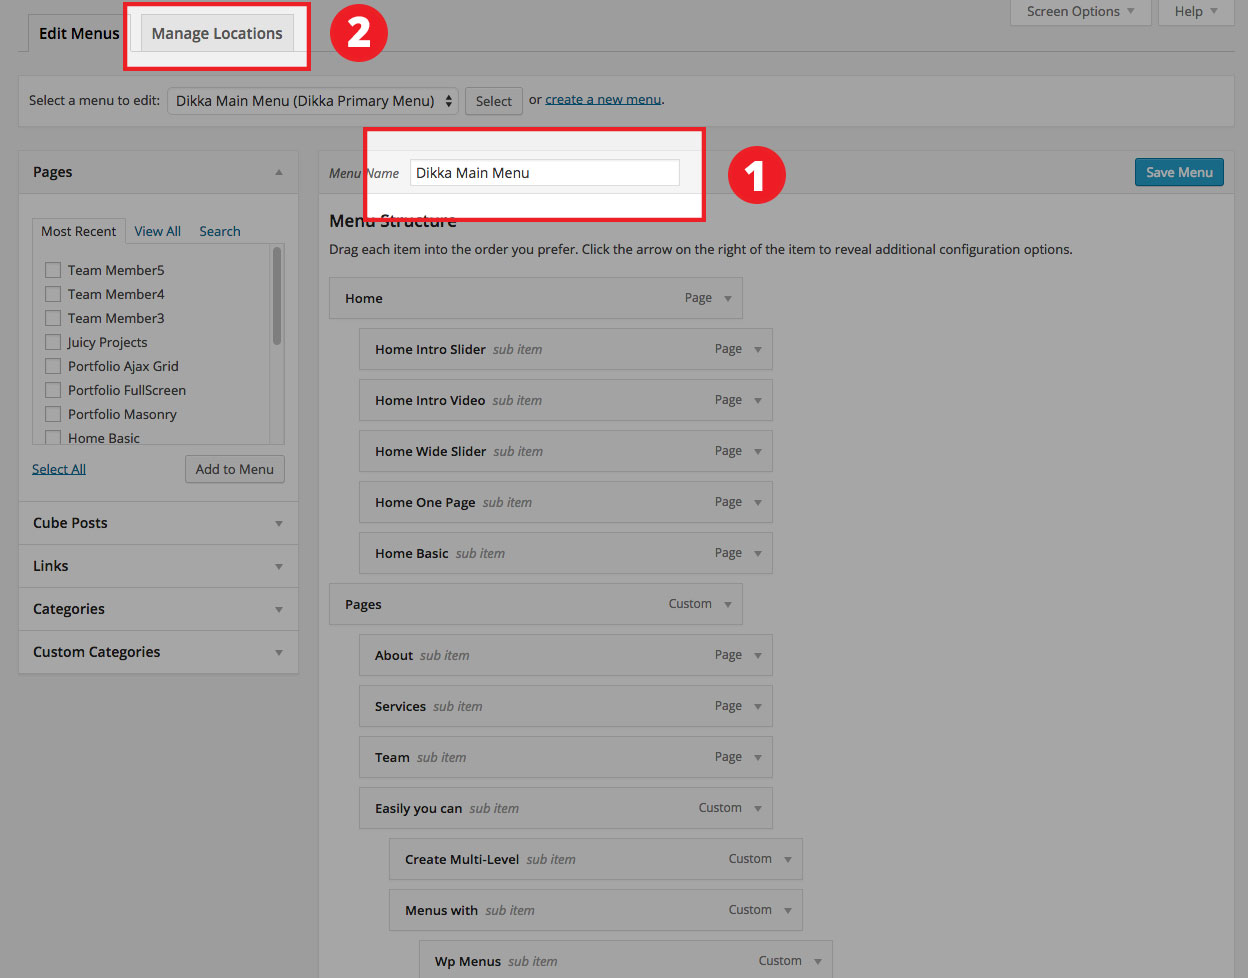 Edit Menus
Manage Locations
2
Screen Options
Help
Select a menu to edit: Dikka Main Menu (Dikka Primary Menu) Select or create a new menu.
Pages
Menu Name Dikka Main Menu
1
Save Menu
Most Recent View All Search
Team Member5
Team Member4
Team Member3
Juicy Projects
Portfolio Ajax Grid
Portfolio FullScreen
Portfolio Masonry
Home Basic
Select All
Add to Menu
Cube Posts
Links
Categories
Custom Categories
Menu Structure
Drag each item into the order you prefer. Click the arrow on the right of the item to reveal additional configuration options.
Home Page
Home Intro Slider sub item Page
Home Intro Video sub item Page
Home Wide Slider sub item Page
Home One Page sub item Page
Home Basic sub item Page
Pages Custom
About sub item Page
Services sub item Page
Team sub item Page
Easily you can sub item Custom
Create Multi-Level sub item Custom
Menus with sub item Custom
Wp Menus sub item Custom